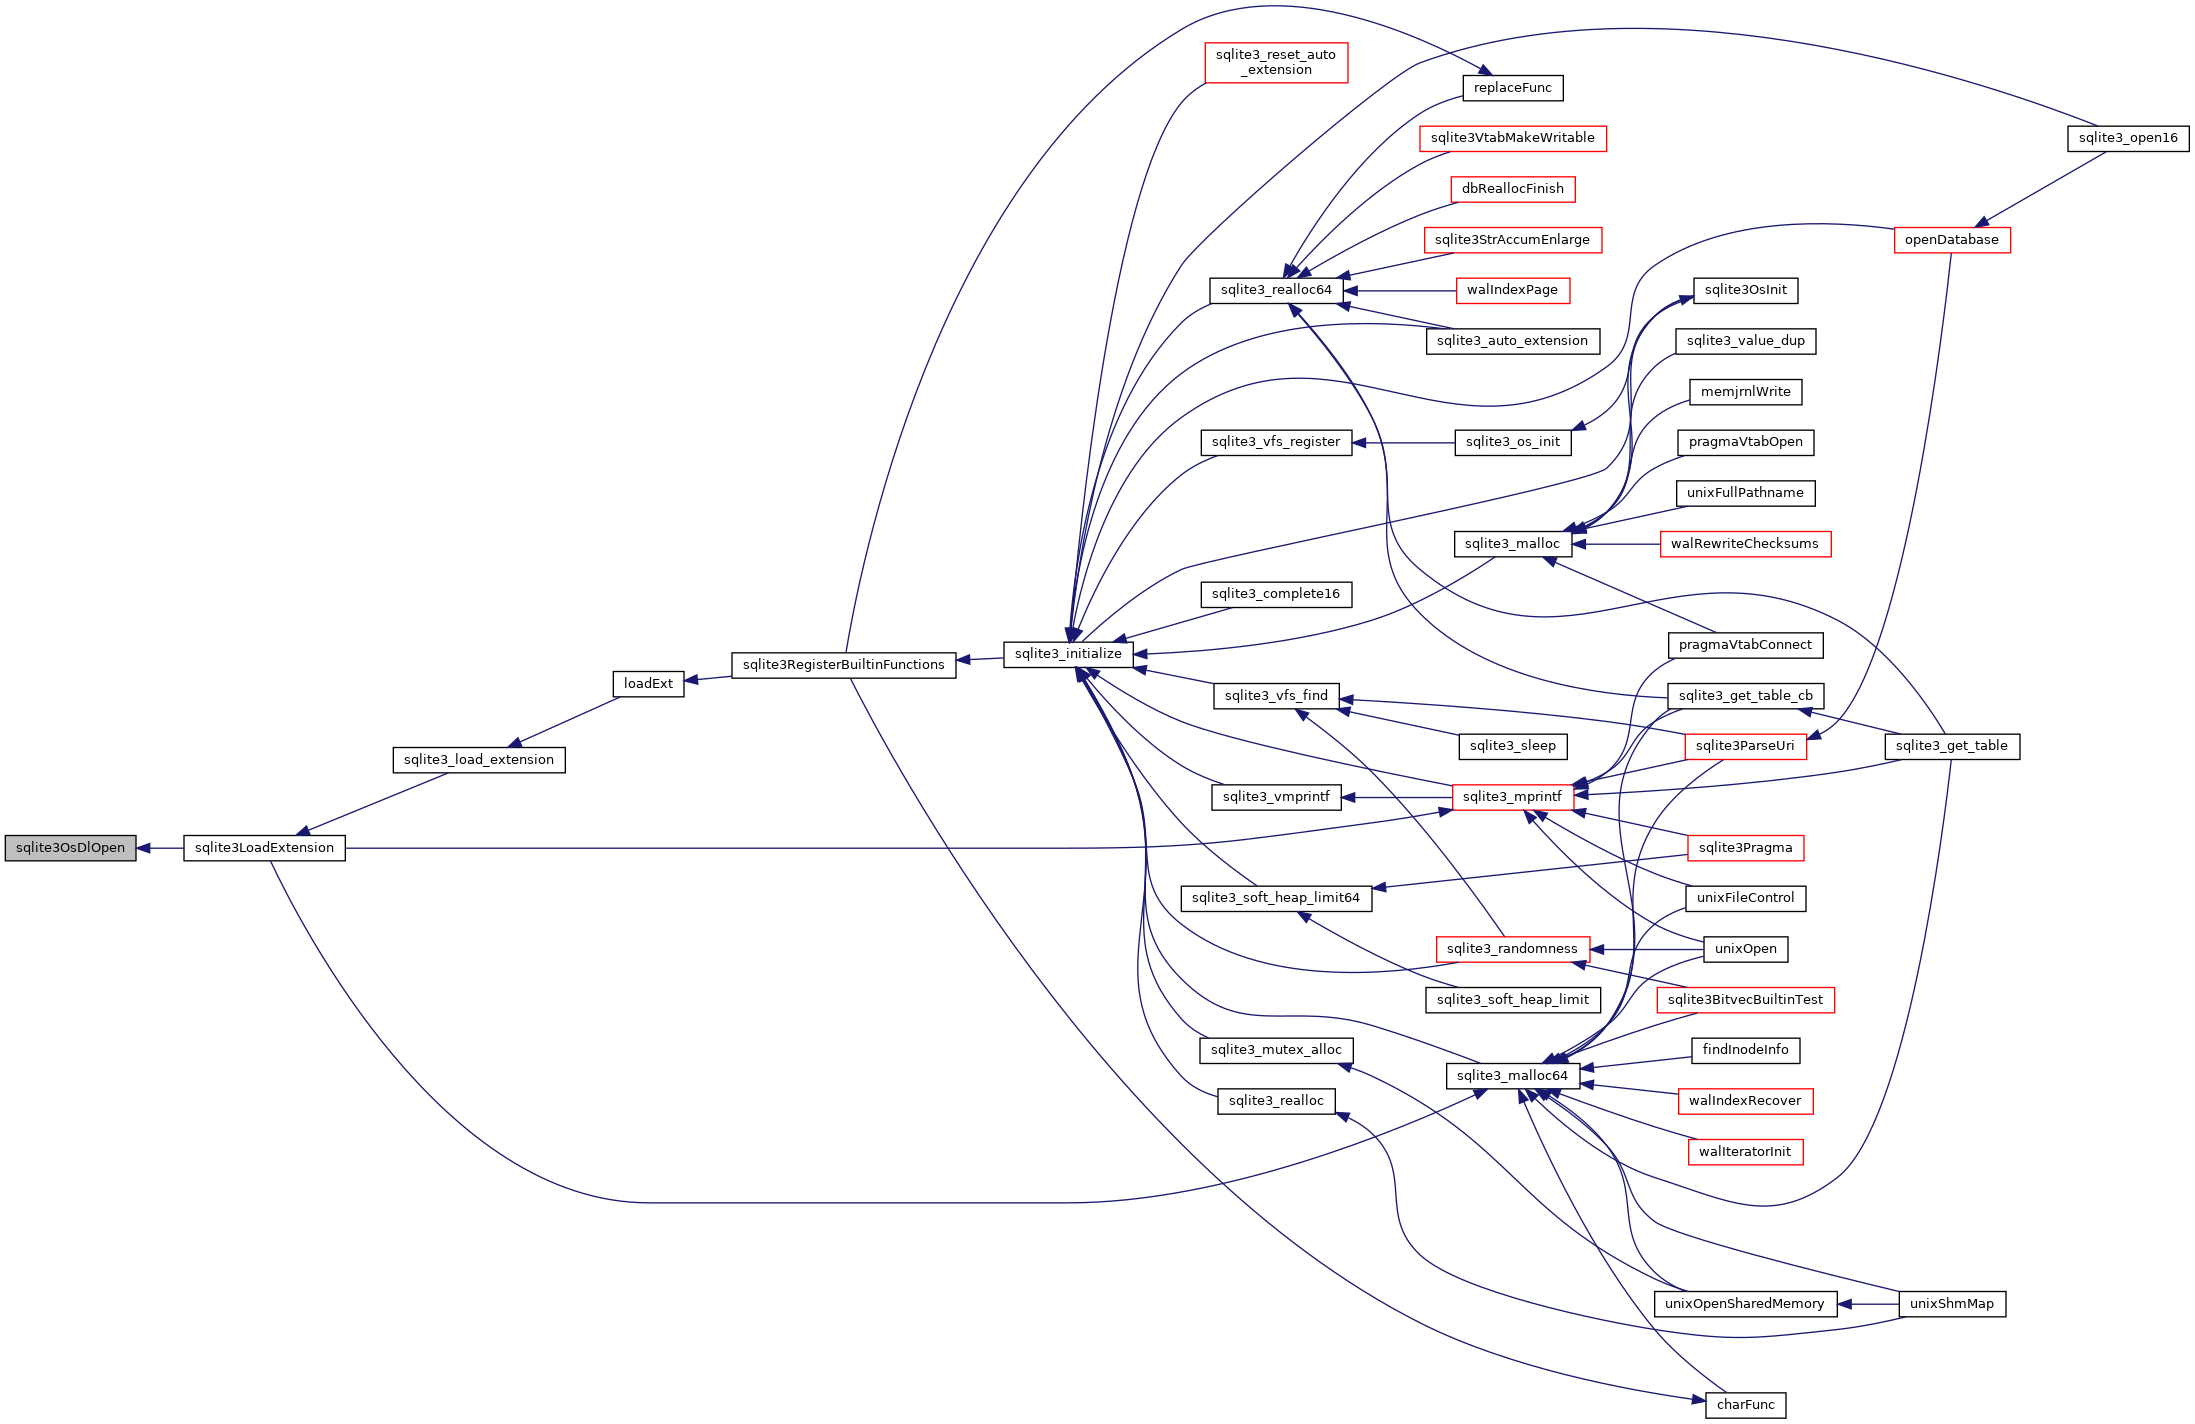 sqlite3_reset_auto
_extension
replaceFunc
sqlite3VtabMakeWritable
sqlite3_open16
dbReallocFinish
sqlite3StrAccumEnlarge
openDatabase
sqlite3_realloc64
walIndexPage
sqlite3OsInit
sqlite3_auto_extension
sqlite3_value_dup
memjrnlWrite
sqlite3_vfs_register
sqlite3_os_init
pragmaVtabOpen
unixFullPathname
sqlite3_malloc
walRewriteChecksums
sqlite3_complete16
sqlite3_initialize
pragmaVtabConnect
sqlite3RegisterBuiltinFunctions
loadExt
sqlite3_vfs_find
sqlite3_get_table_cb
sqlite3_load_extension
sqlite3_sleep
sqlite3ParseUri
sqlite3_get_table
sqlite3_vmprintf
sqlite3_mprintf
sqlite3OsDlOpen
sqlite3LoadExtension
sqlite3Pragma
sqlite3_soft_heap_limit64
unixFileControl
sqlite3_randomness
unixOpen
sqlite3_soft_heap_limit
sqlite3BitvecBuiltinTest
sqlite3_mutex_alloc
findInodeInfo
sqlite3_malloc64
sqlite3_realloc
walIndexRecover
walIteratorInit
unixOpenSharedMemory
unixShmMap
charFunc